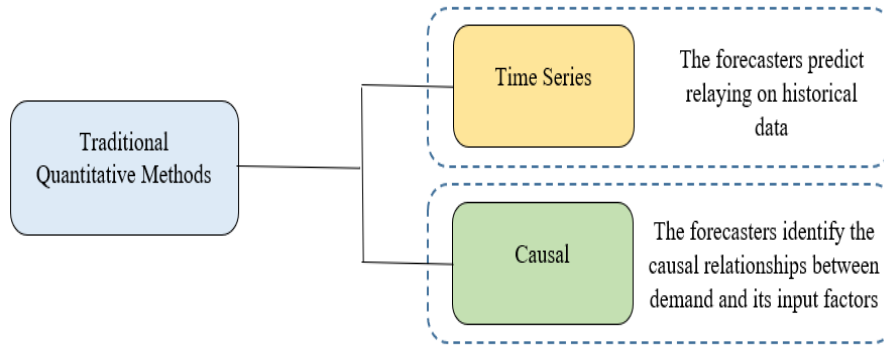 Traditional
Quantitative Methods
Time Series
The forecasters predict
relaying on historical
data
Causal
The forecasters identify the
causal relationships between
demand and its input factors